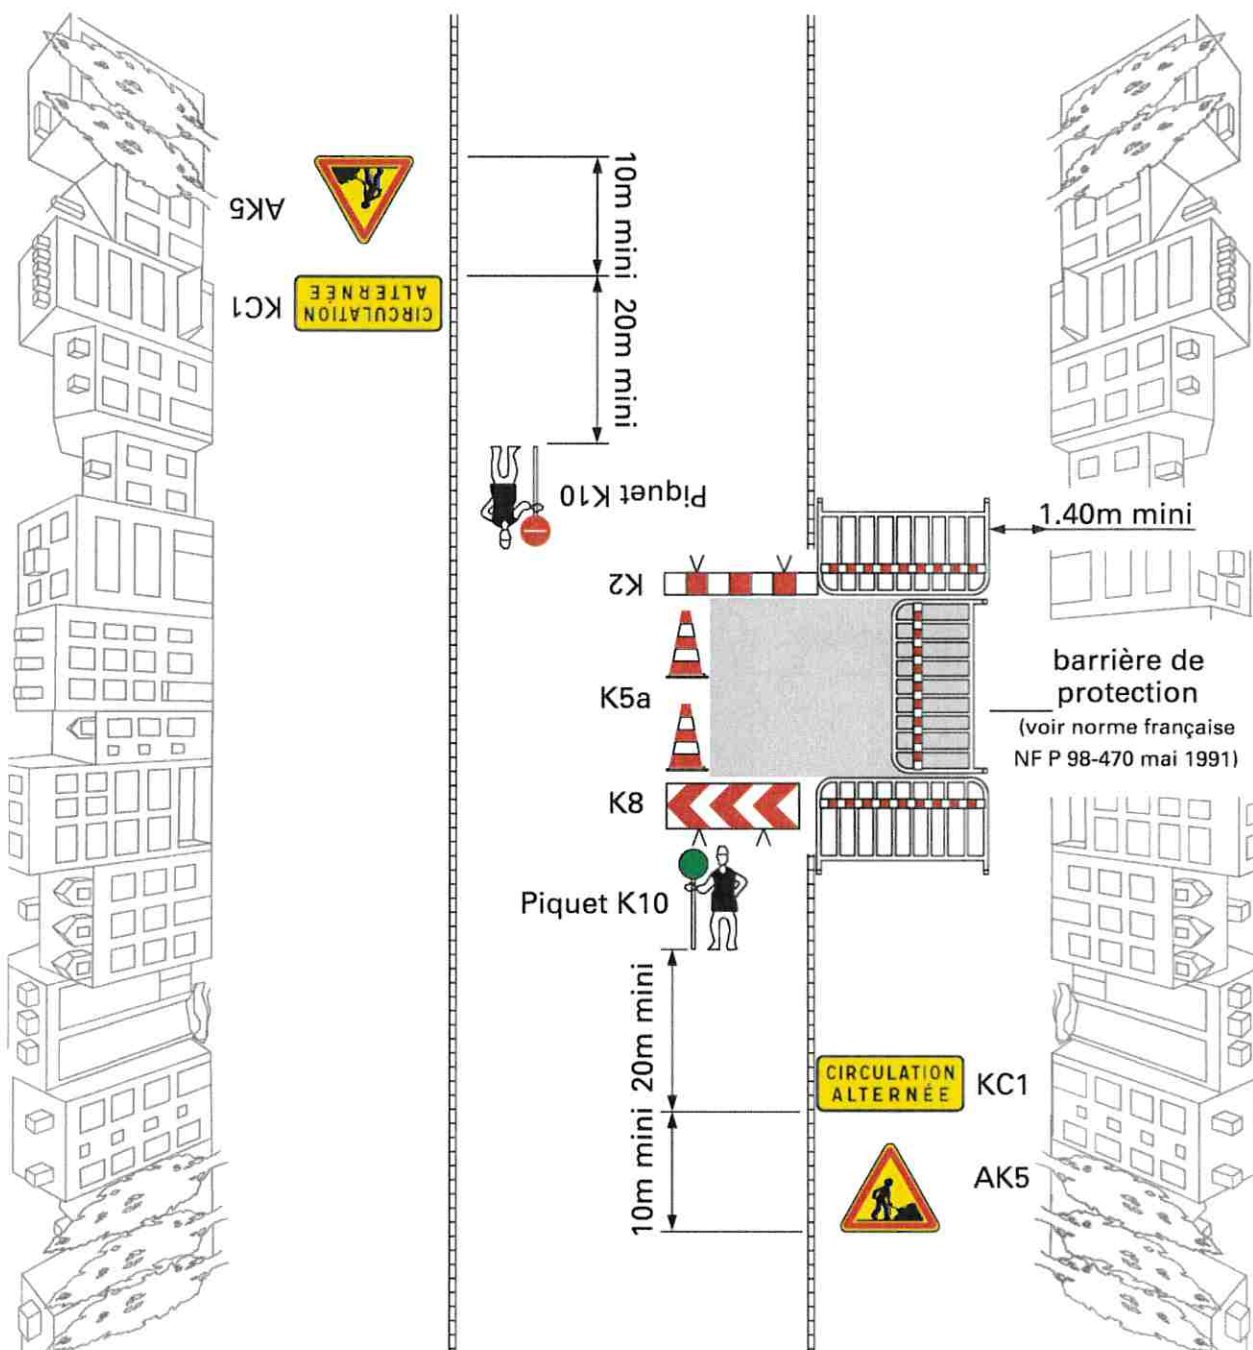 10m mini
AK5
CIRCULATION
ALTERNÉE
KC1
20m mini
Piquet K10
1.40m mini
K2
K5a
barrière de
protection
(voir norme française
NF P 98-470 mai 1991)
K8
Piquet K10
20m mini
CIRCULATION
ALTERNÉE
KC1
10m mini
AK5